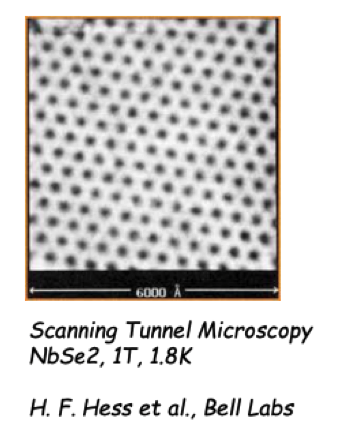 6000 Å
Scanning Tunnel Microscopy
NbSe2, 1T, 1.8K
H. F. Hess et al., Bell Labs